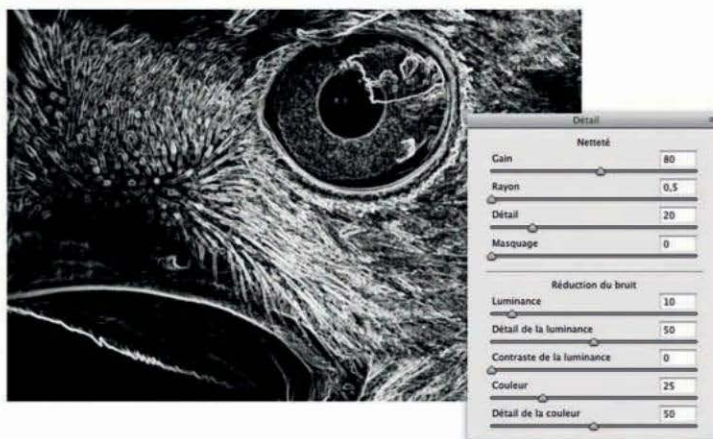 Détail
Netteté
Gain 80
Rayon 0,5
Détail 20
Masquage 0
Réduction du bruit
Luminance 10
Détail de la luminance 50
Contraste de la luminance 0
Couleur 25
Détail de la couleur 50